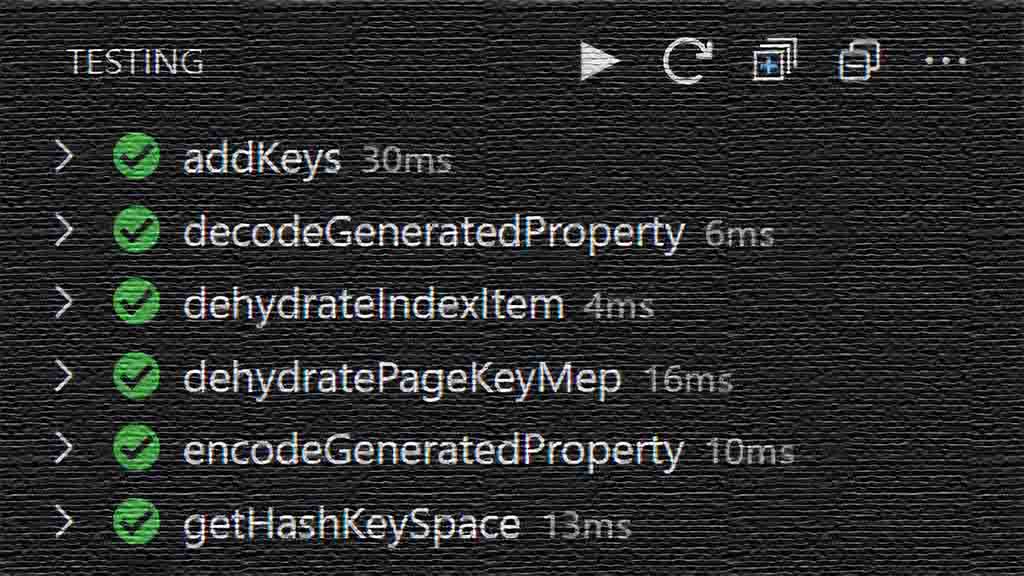 TESTING
addKeys 30ms
decodeGeneratedProperty 6ms
dehydrateIndexItem 4ms
dehydratePageKeyMep 16ms
encodeGeneratedProperty 10ms
getHashKeySpace 13ms